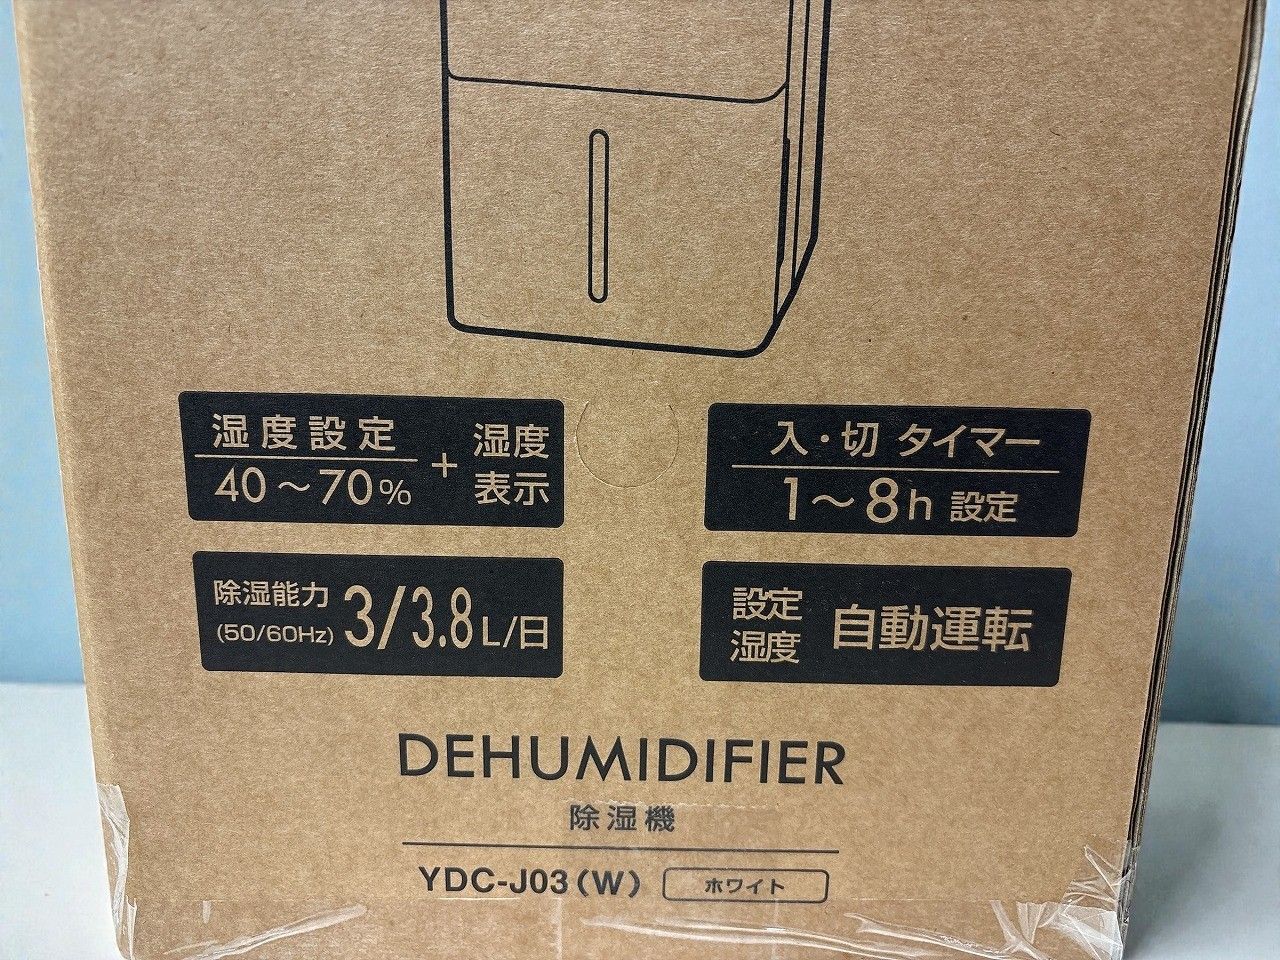 湿度設定
40〜70%
+
湿度
表示
入・切 タイマー
1〜8h 設定
除湿能力
(50/60Hz)
3/3.8L/日
設定
湿度
自動運転
DEHUMIDIFIER
除湿機
YDC-J03(W) ホワイト